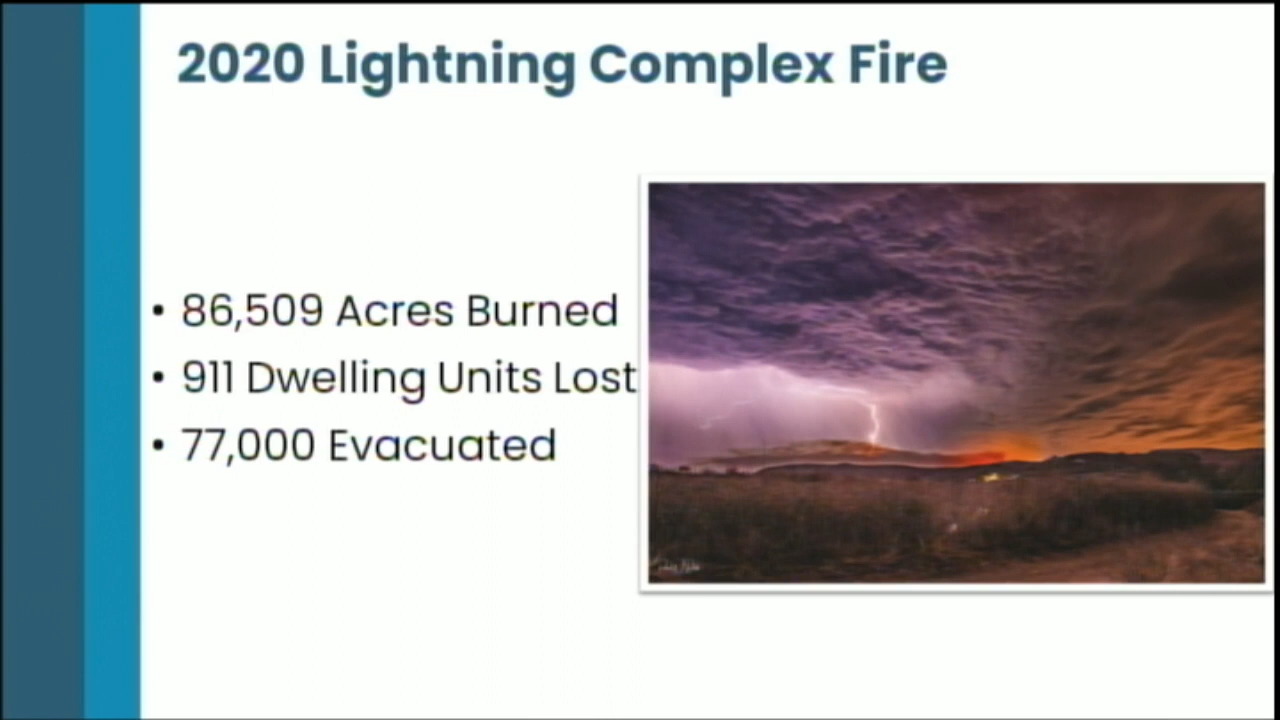 2020 Lightning Complex Fire
• 86,509 Acres Burned
• 911 Dwelling Units Lost
• 77,000 Evacuated